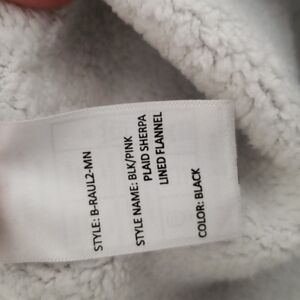 STYLE: B-RAUL2-MN
STYLE NAME: BLK/PINK
PLAID SHERPA
LINED FLANNEL
COLOR: BLACK